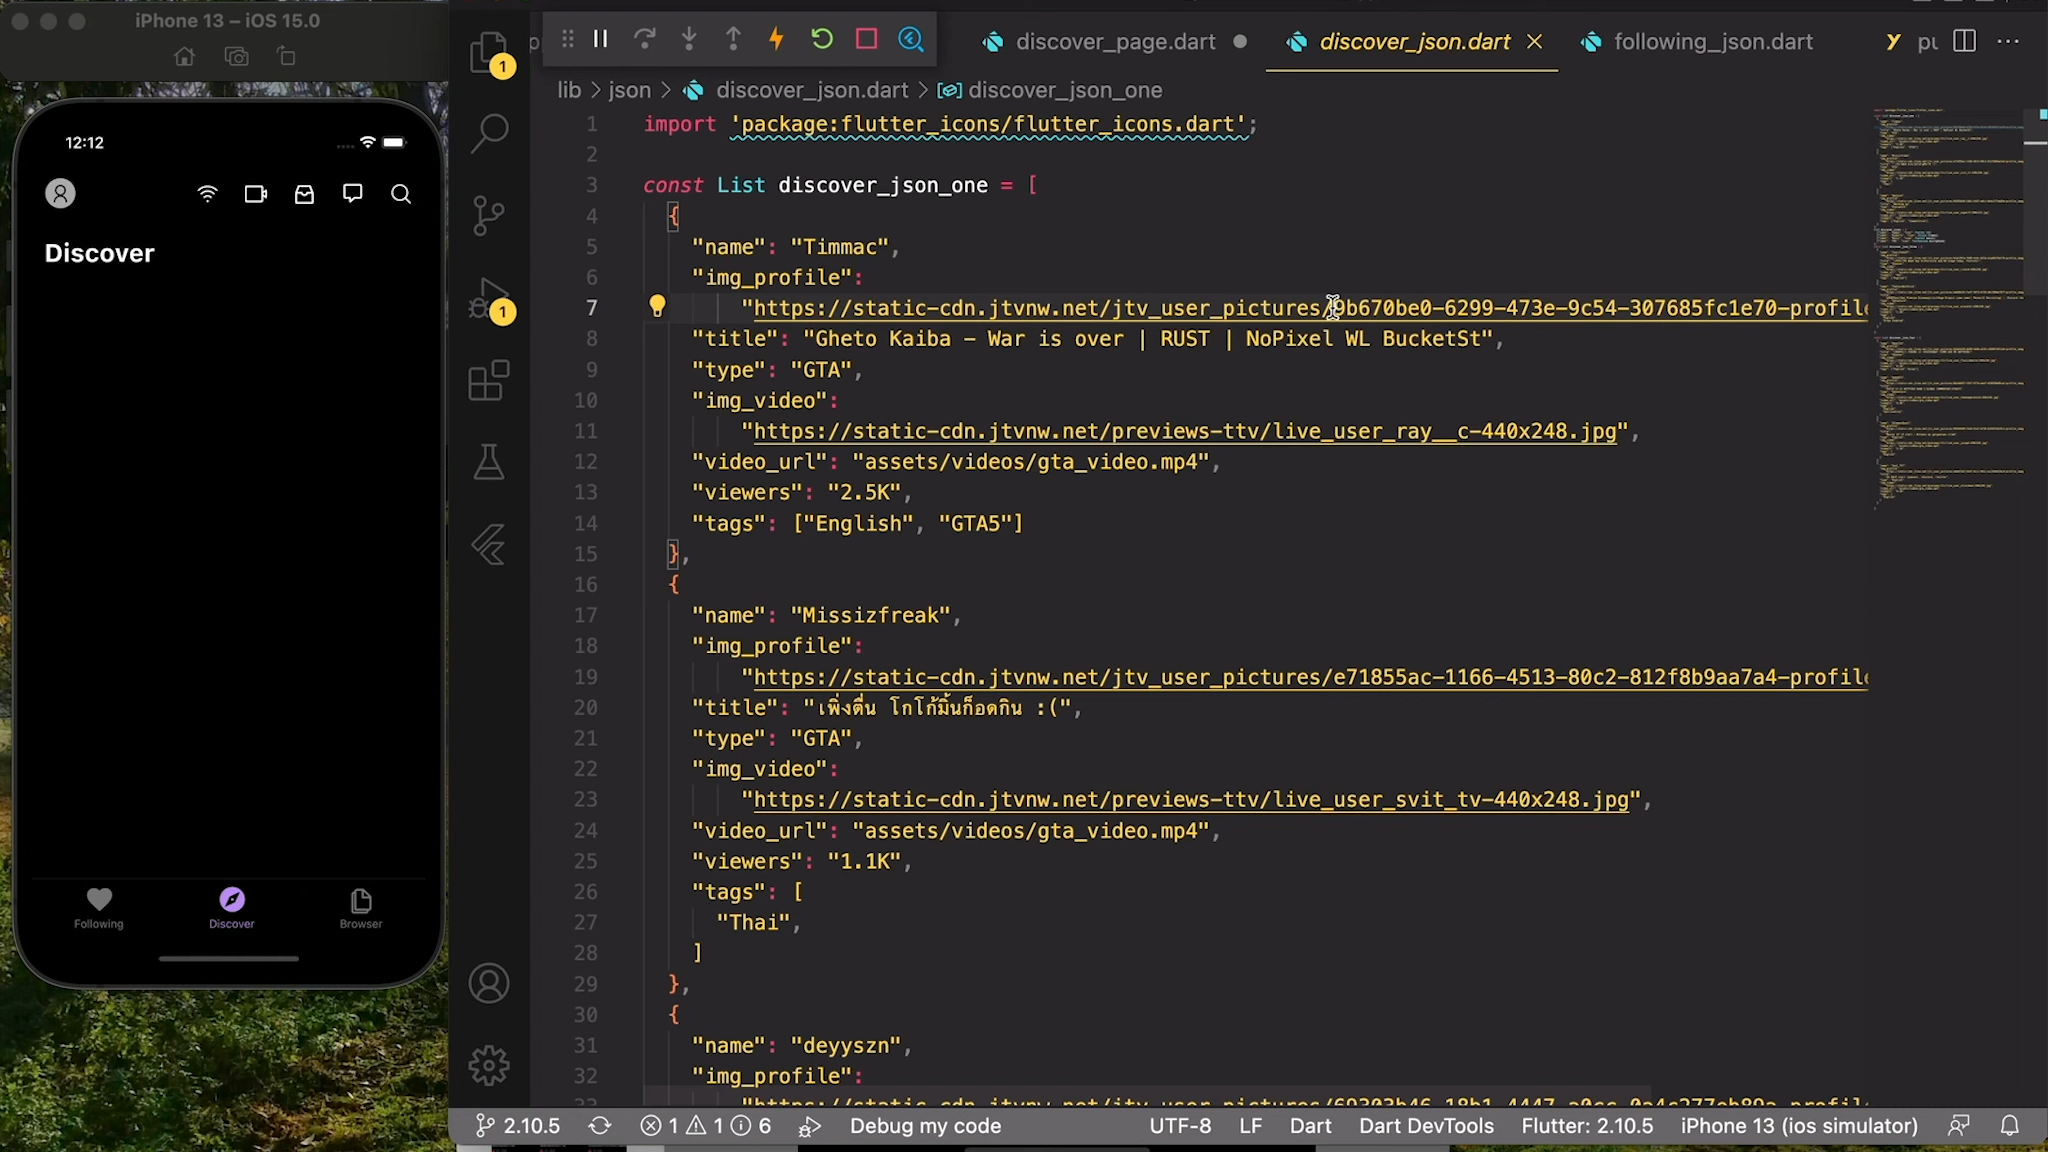 iPhone 13 – iOS 15.0
12:12
Discover
Following
Discover
Browser
discover_page.dart
discover_json.dart
following_json.dart
lib > json > discover_json.dart > discover_json_one
1 import 'package:flutter_icons/flutter_icons.dart';
2
3 const List discover_json_one = [
4 {
5 "name": "Timmac",
6 "img_profile":
7 "https://static-cdn.jtvnw.net/jtv_user_pictures/9b670be0-6299-473e-9c54-307685fc1e70-profile
8 "title": "Gheto Kaiba – War is over | RUST | NoPixel WL BucketSt",
9 "type": "GTA",
10 "img_video":
11 "https://static-cdn.jtvnw.net/previews-ttv/live_user_ray__c-440x248.jpg",
12 "video_url": "assets/videos/gta_video.mp4",
13 "viewers": "2.5K",
14 "tags": ["English", "GTA5"]
15 },
16 {
17 "name": "Missizfreak",
18 "img_profile":
19 "https://static-cdn.jtvnw.net/jtv_user_pictures/e71855ac-1166-4513-80c2-812f8b9aa7a4-profile
20 "title": "เพิ่งตื่น โกโก้มิ้นก็อดกิน :(",
21 "type": "GTA",
22 "img_video":
23 "https://static-cdn.jtvnw.net/previews-ttv/live_user_svit_tv-440x248.jpg",
24 "video_url": "assets/videos/gta_video.mp4",
25 "viewers": "1.1K",
26 "tags": [
27 "Thai",
28 ]
29 },
30 {
31 "name": "deyyszn",
32 "img_profile":
2.10.5 1 1 6 Debug my code UTF-8 LF Dart Dart DevTools Flutter: 2.10.5 iPhone 13 (ios simulator)